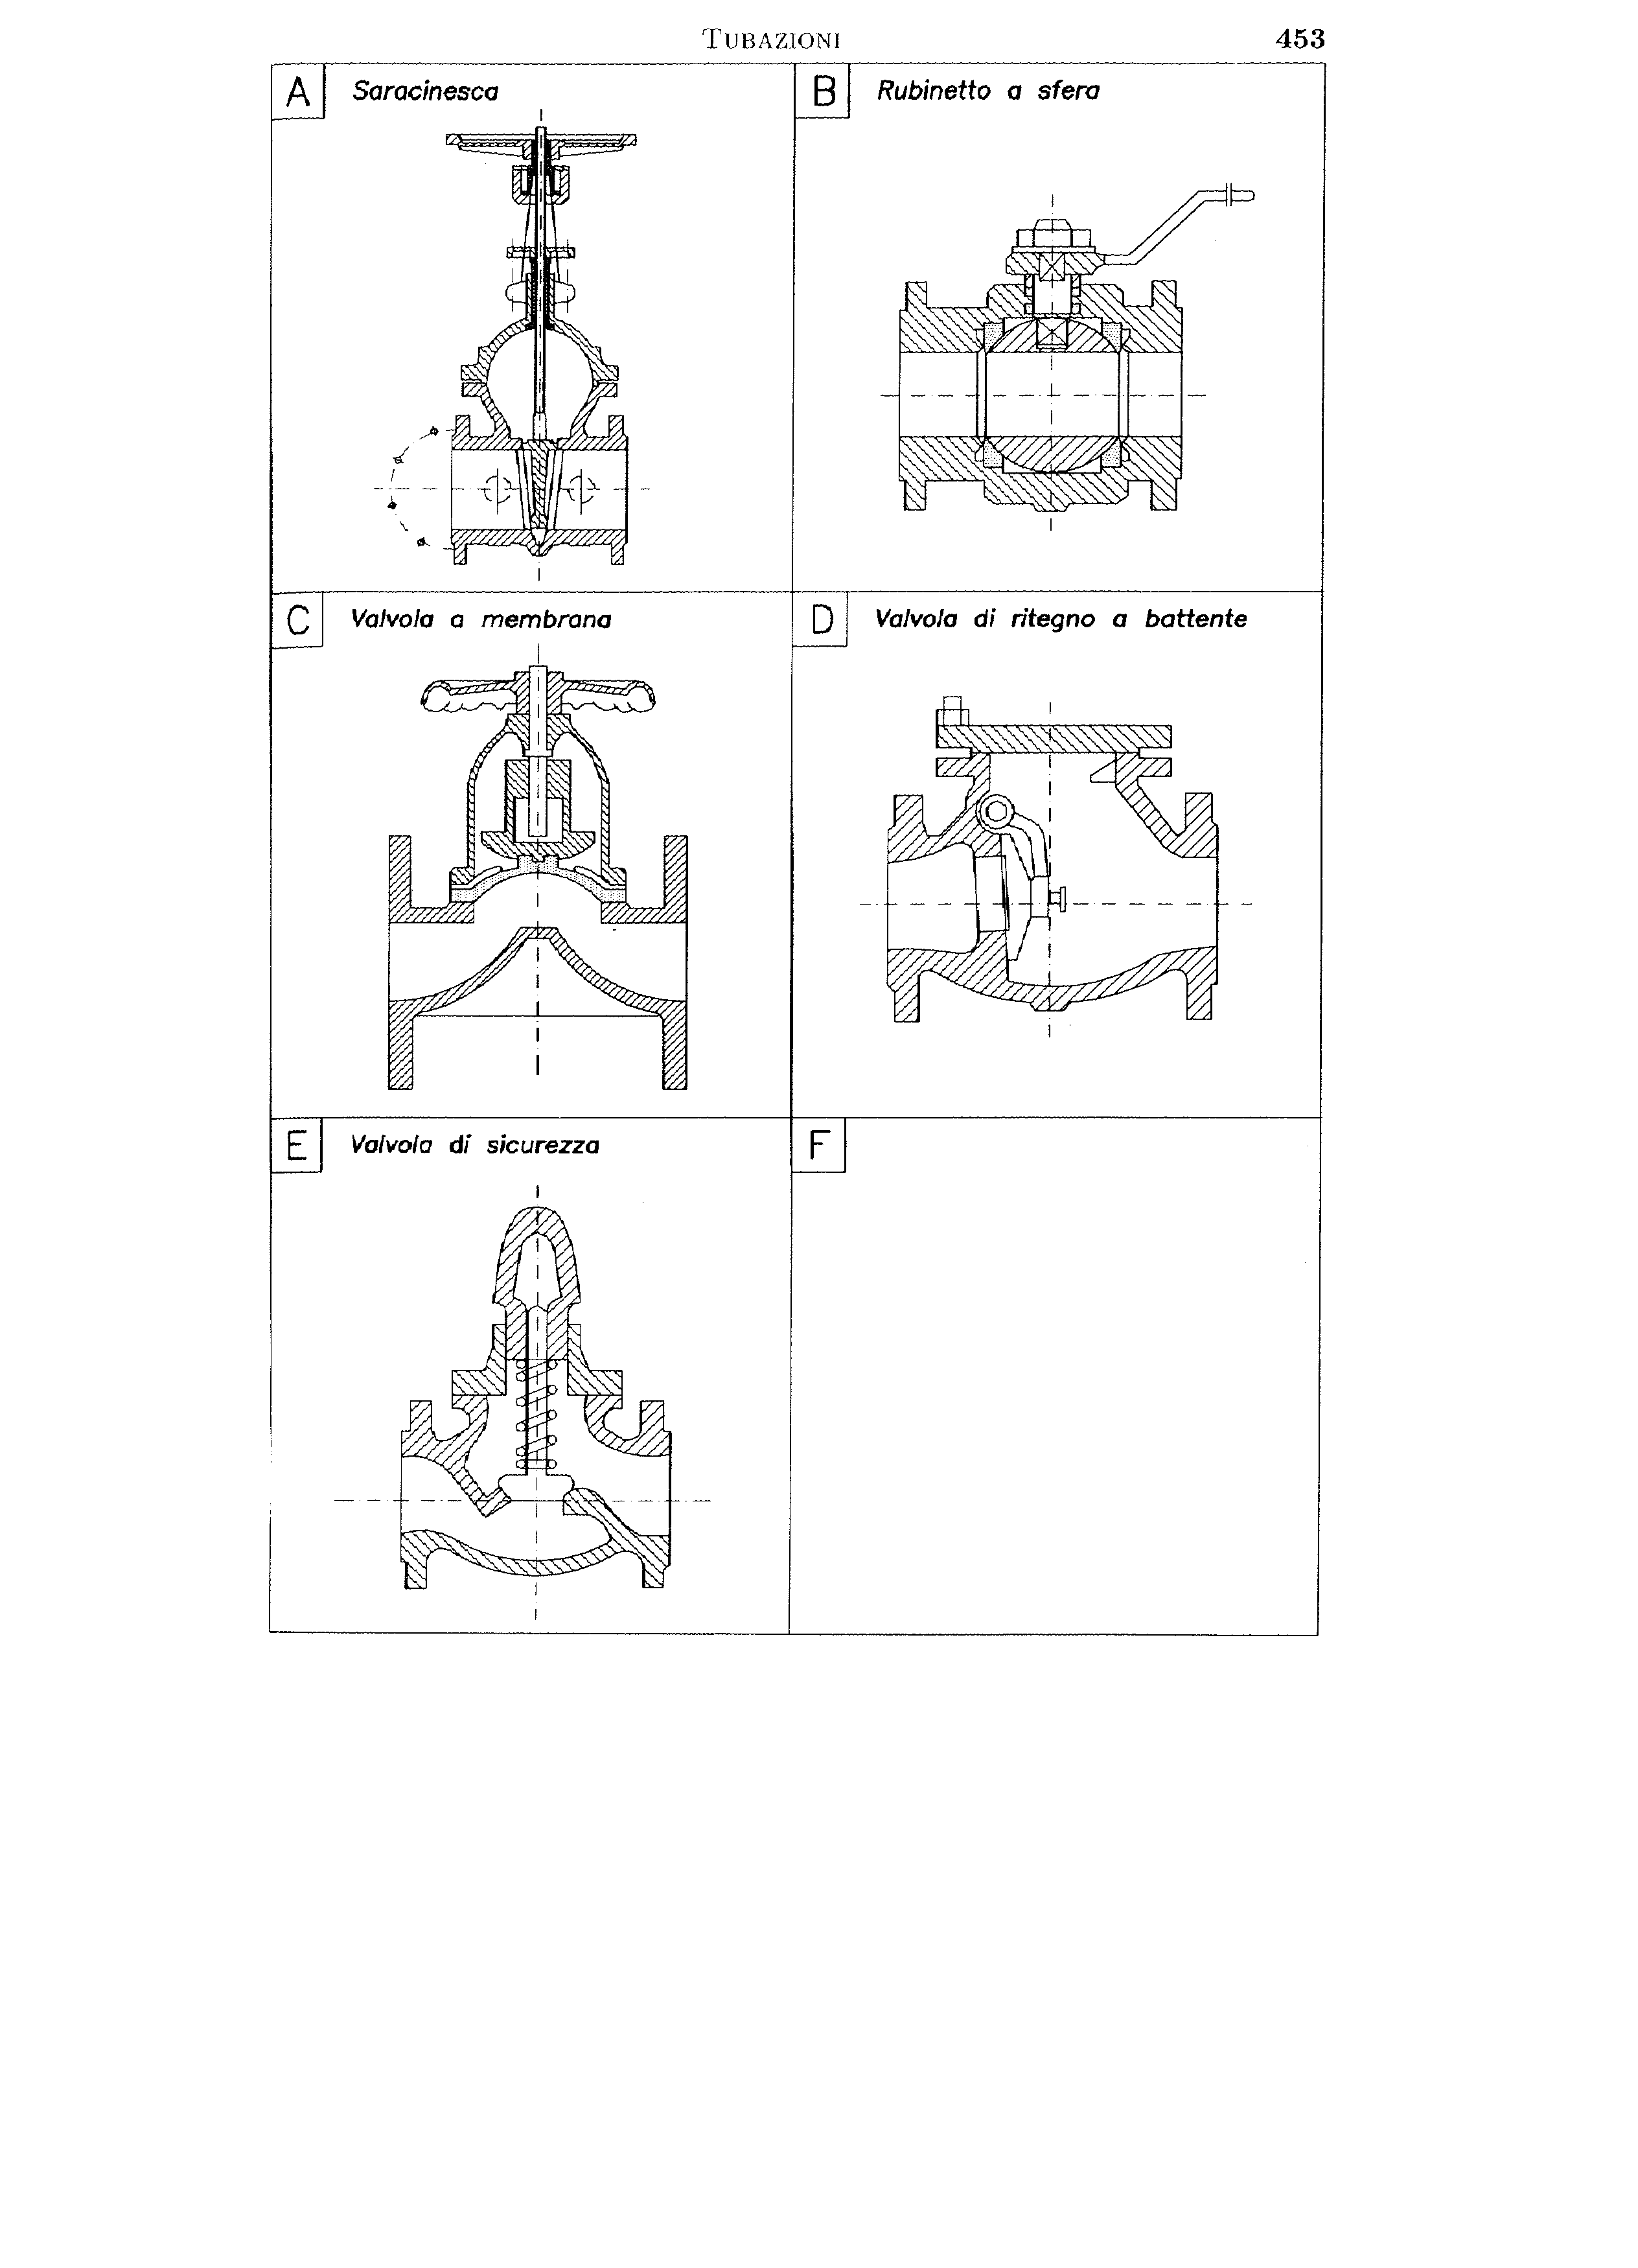 TUBAZIONI 453
A Saracinesca
B Rubinetto a sfera
C Valvola a membrana
D Valvola di ritegno a battente
E Valvola di sicurezza
F